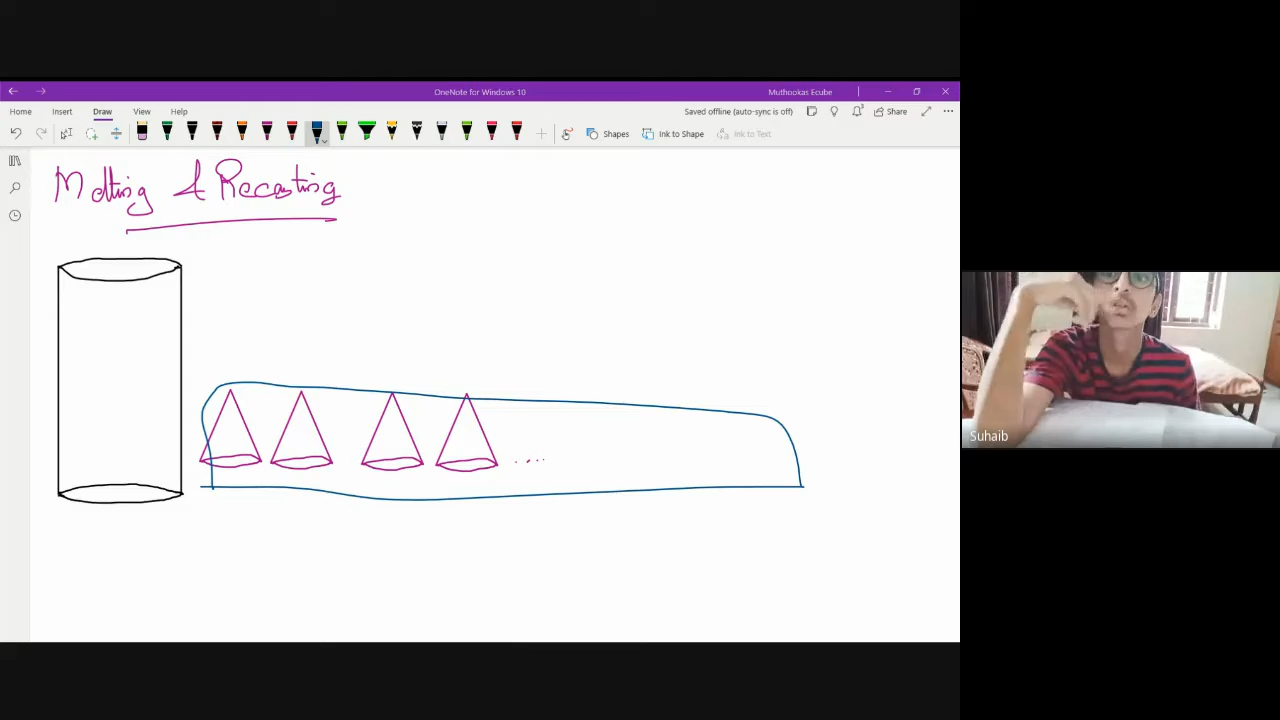 OneNote for Windows 10
Muthookas Ecube
Home Insert Draw View Help
Saved offline (auto-sync is off)
Share
Shapes
Ink to Shape
Ink to Text
Melting & Recasting
Suhaib